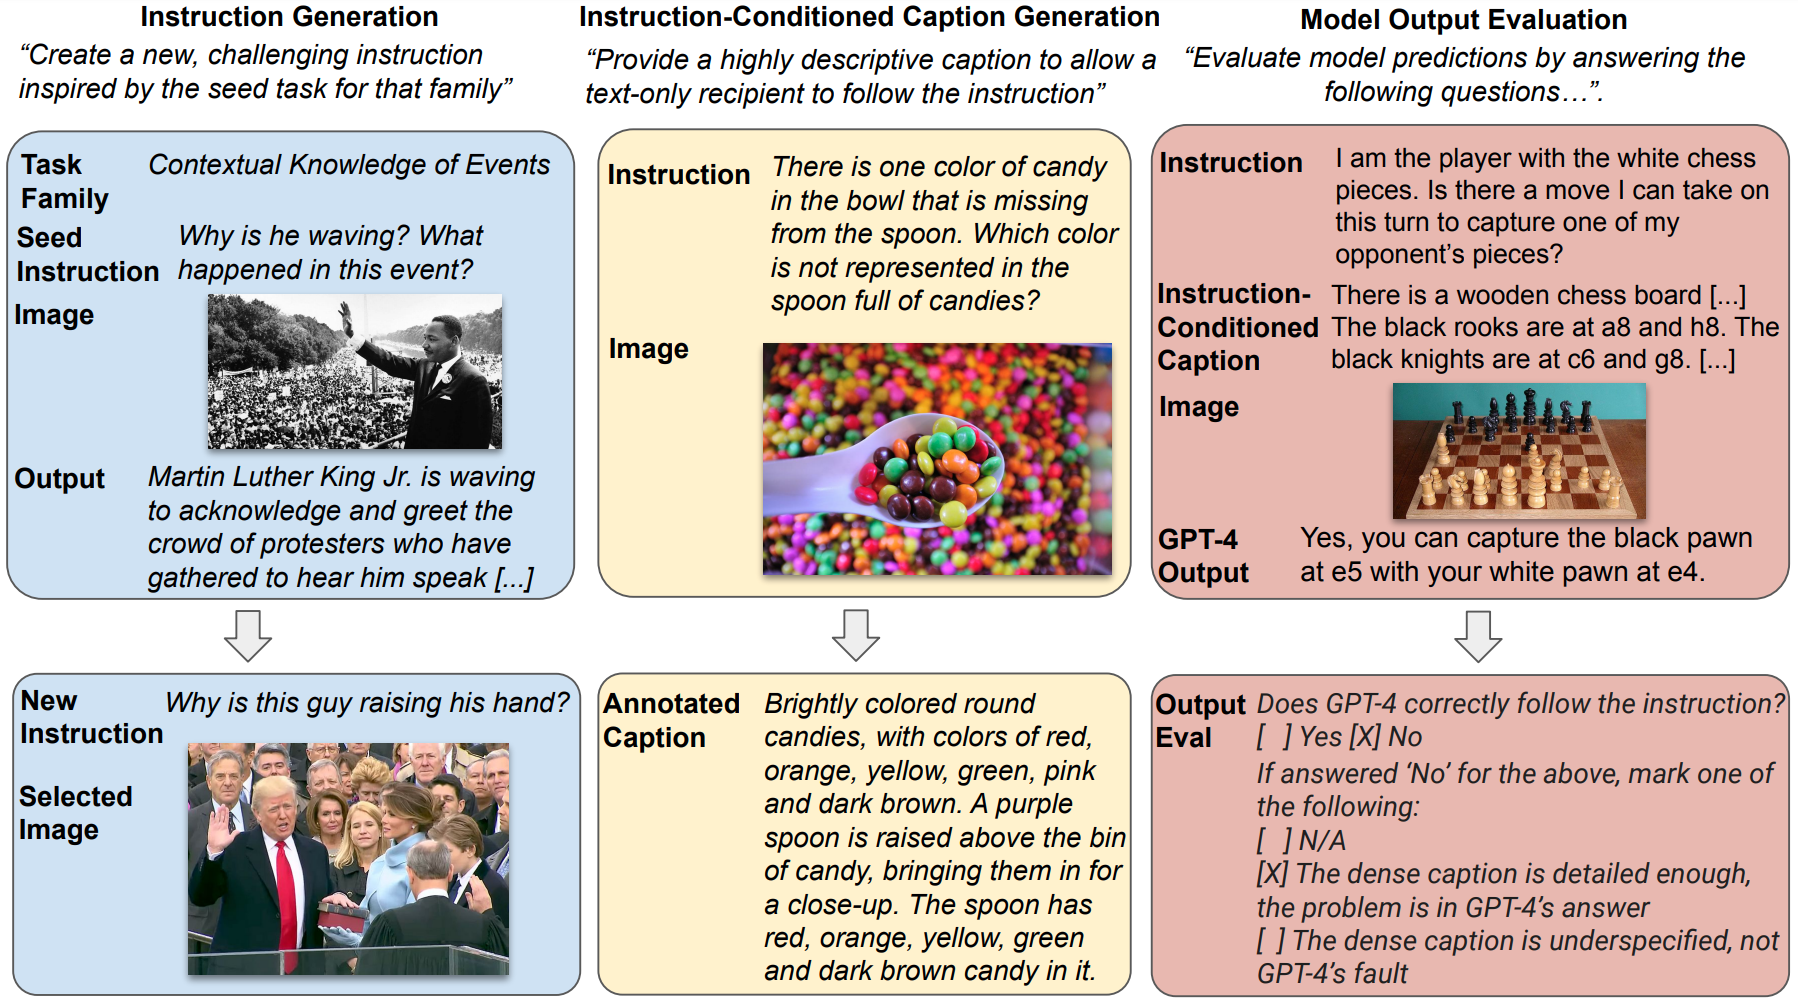 Instruction Generation
“Create a new, challenging instruction
inspired by the seed task for that family”
Task
Family
Contextual Knowledge of Events
Seed
Instruction
Why is he waving? What
happened in this event?
Image
Output
Martin Luther King Jr. is waving
to acknowledge and greet the
crowd of protesters who have
gathered to hear him speak [...]
New
Instruction
Why is this guy raising his hand?
Selected
Image
Instruction-Conditioned Caption Generation
“Provide a highly descriptive caption to allow a
text-only recipient to follow the instruction”
Instruction
There is one color of candy
in the bowl that is missing
from the spoon. Which color
is not represented in the
spoon full of candies?
Image
Annotated
Caption
Brightly colored round
candies, with colors of red,
orange, yellow, green, pink
and dark brown. A purple
spoon is raised above the bin
of candy, bringing them in for
a close-up. The spoon has
red, orange, yellow, green
and dark brown candy in it.
Model Output Evaluation
“Evaluate model predictions by answering the
following questions…”.
Instruction
I am the player with the white chess
pieces. Is there a move I can take on
this turn to capture one of my
opponent’s pieces?
Instruction-
Conditioned
Caption
There is a wooden chess board [...]
The black rooks are at a8 and h8. The
black knights are at c6 and g8. [...]
Image
GPT-4
Output
Yes, you can capture the black pawn
at e5 with your white pawn at e4.
Output
Eval
Does GPT-4 correctly follow the instruction?
[ ] Yes [X] No
If answered ‘No’ for the above, mark one of
the following:
[ ] N/A
[X] The dense caption is detailed enough,
the problem is in GPT-4’s answer
[ ] The dense caption is underspecified, not
GPT-4’s fault